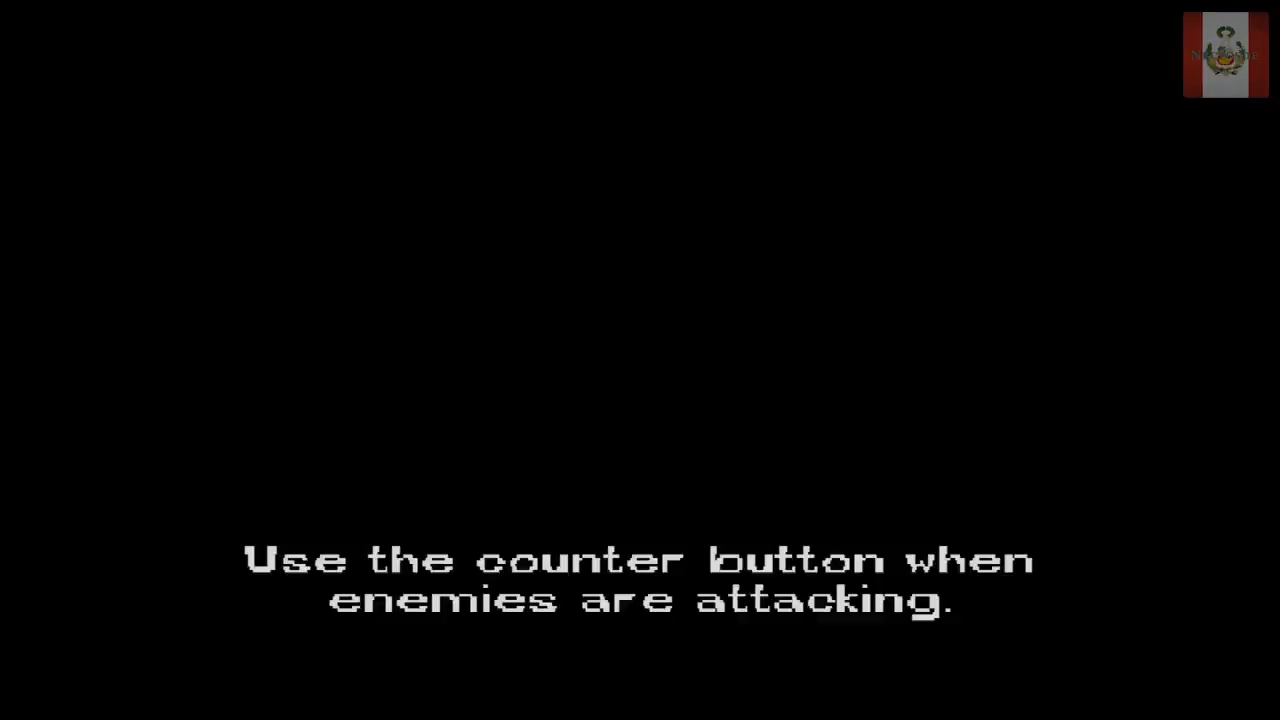 Use the counter button when
enemies are attacking.